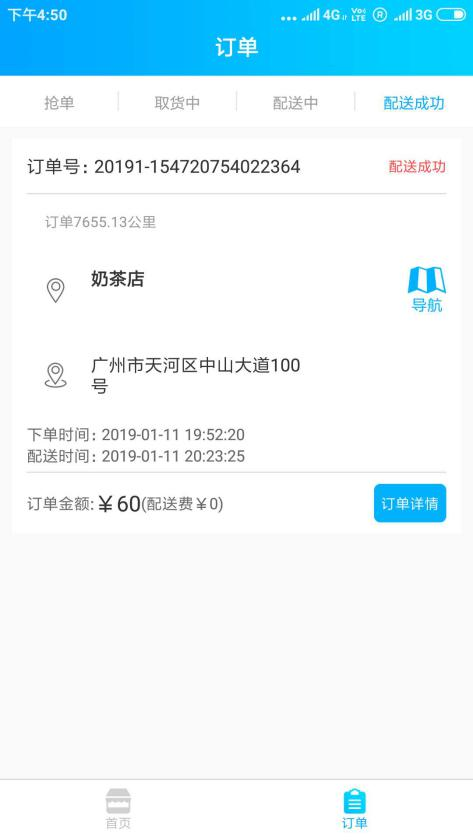 下午4:50 ... 4G Vo LTE R 3G
订单
抢单 取货中 配送中 配送成功
订单号: 20191-154720754022364 配送成功
订单7655.13公里
奶茶店
导航
广州市天河区中山大道100
号
下单时间: 2019-01-11 19:52:20
配送时间: 2019-01-11 20:23:25
订单金额:￥60(配送费￥0) 订单详情
首页 订单